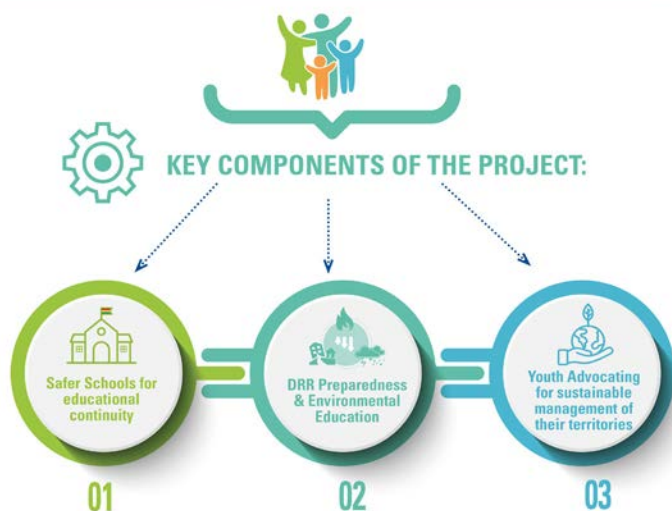 KEY COMPONENTS OF THE PROJECT:
Safer Schools for
educational
continuity
DRR Preparedness
& Environmental
Education
Youth Advocating
for sustainable
management of
their territories
01
02
03